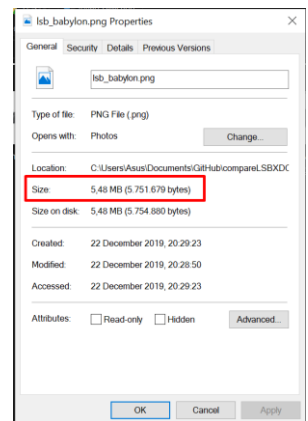 lsb_babylon.png Properties
General Security Details Previous Versions
lsb_babylon.png
Type of file: PNG File (.png)
Opens with: Photos Change...
Location: C:\Users\Asus\Documents\GitHub\compareLSBXDC
Size: 5,48 MB (5.751.679 bytes)
Size on disk: 5,48 MB (5.754.880 bytes)
Created: 22 December 2019, 20:29:23
Modified: 22 December 2019, 20:28:50
Accessed: 22 December 2019, 20:29:23
Attributes: Read-only Hidden Advanced...
OK Cancel Apply